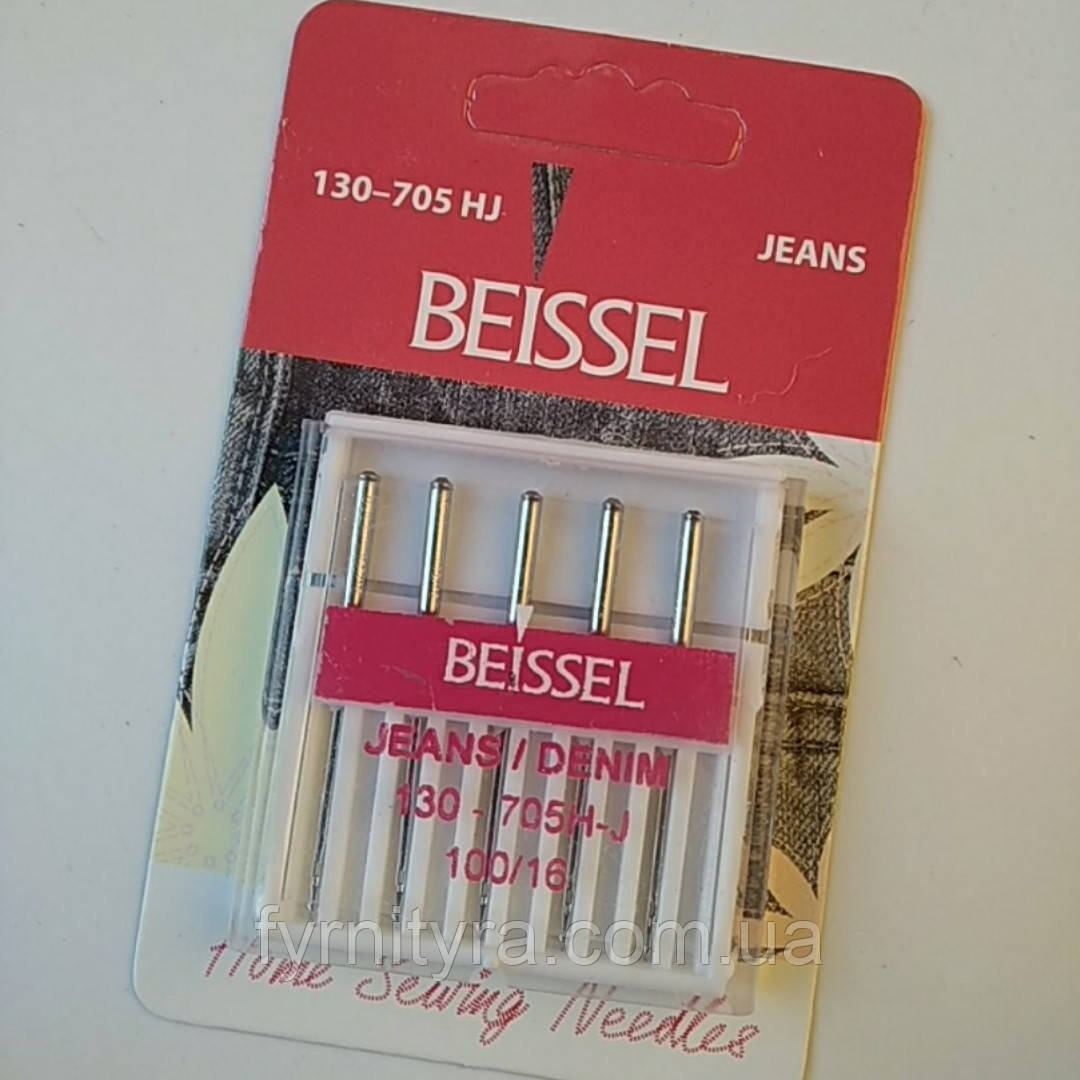 130–705 HJ
JEANS
BEISSEL
BEISSEL
JEANS / DENIM
130 - 705H-J
100/16
fvrnityra.com.ua
Home Sewing Needles